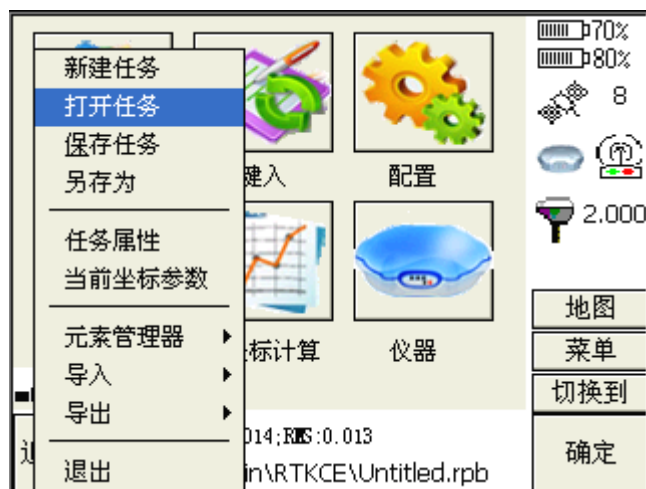 新建任务
打开任务
保存任务
另存为
任务属性
当前坐标参数
元素管理器
导入
导出
退出
键入
配置
标计算
仪器
70%
80%
8
2.000
地图
菜单
切换到
确定
014;RMS:0.013
in\RTKCE\Untitled.rpb